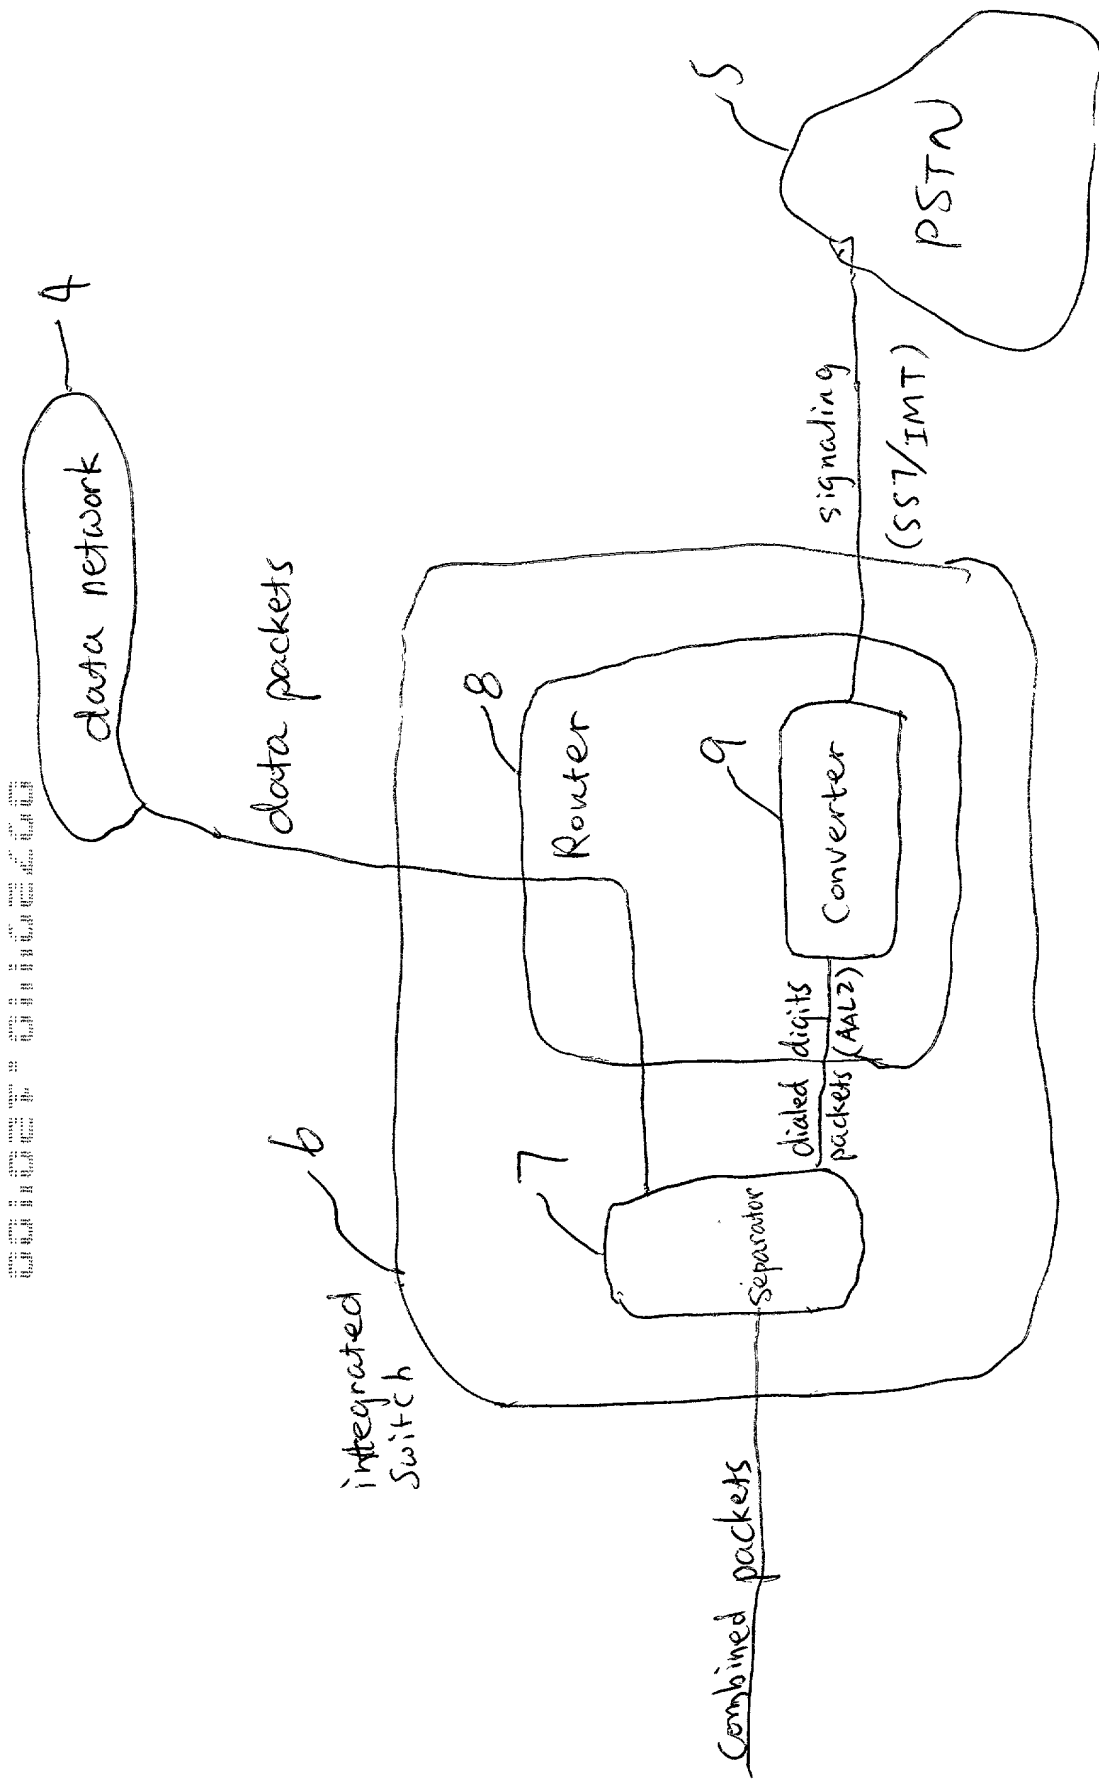 data network
4
data packets
integrated
switch
6
8
Router
7
Separator
9
Converter
dialed digits
packets (AAL2)
signaling
(SS7/IMT)
5
PSTN
Combined packets